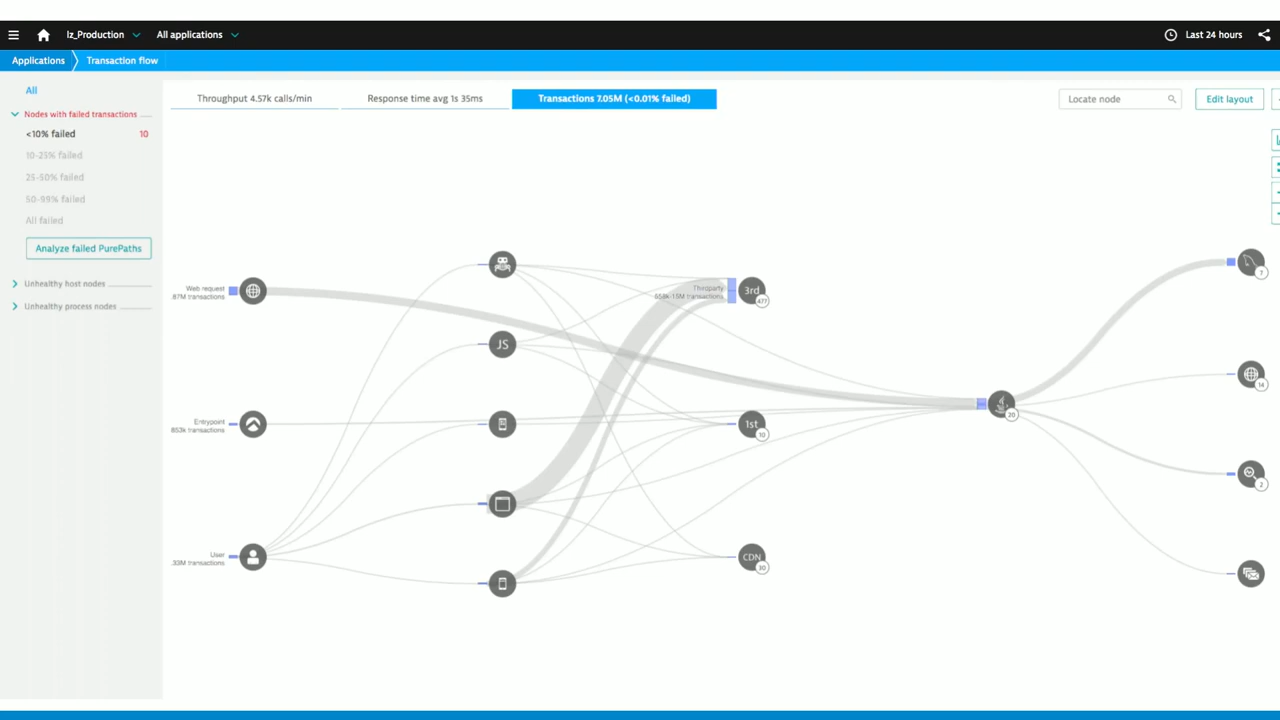 lz_Production
All applications
Last 24 hours
Applications
Transaction flow
All
Nodes with failed transactions
<10% failed 10
10-25% failed
25-50% failed
50-99% failed
All failed
Analyze failed PurePaths
Unhealthy host nodes
Unhealthy process nodes
Throughput 4.57k calls/min
Response time avg 1s 35ms
Transactions 7.05M (<0.01% failed)
Locate node
Edit layout
Web request
.87M transactions
Entrypoint
853k transactions
User
.33M transactions
JS
Thirdparty
658k-15M transactions
3rd
477
1st
10
CDN
30
20
7
14
2